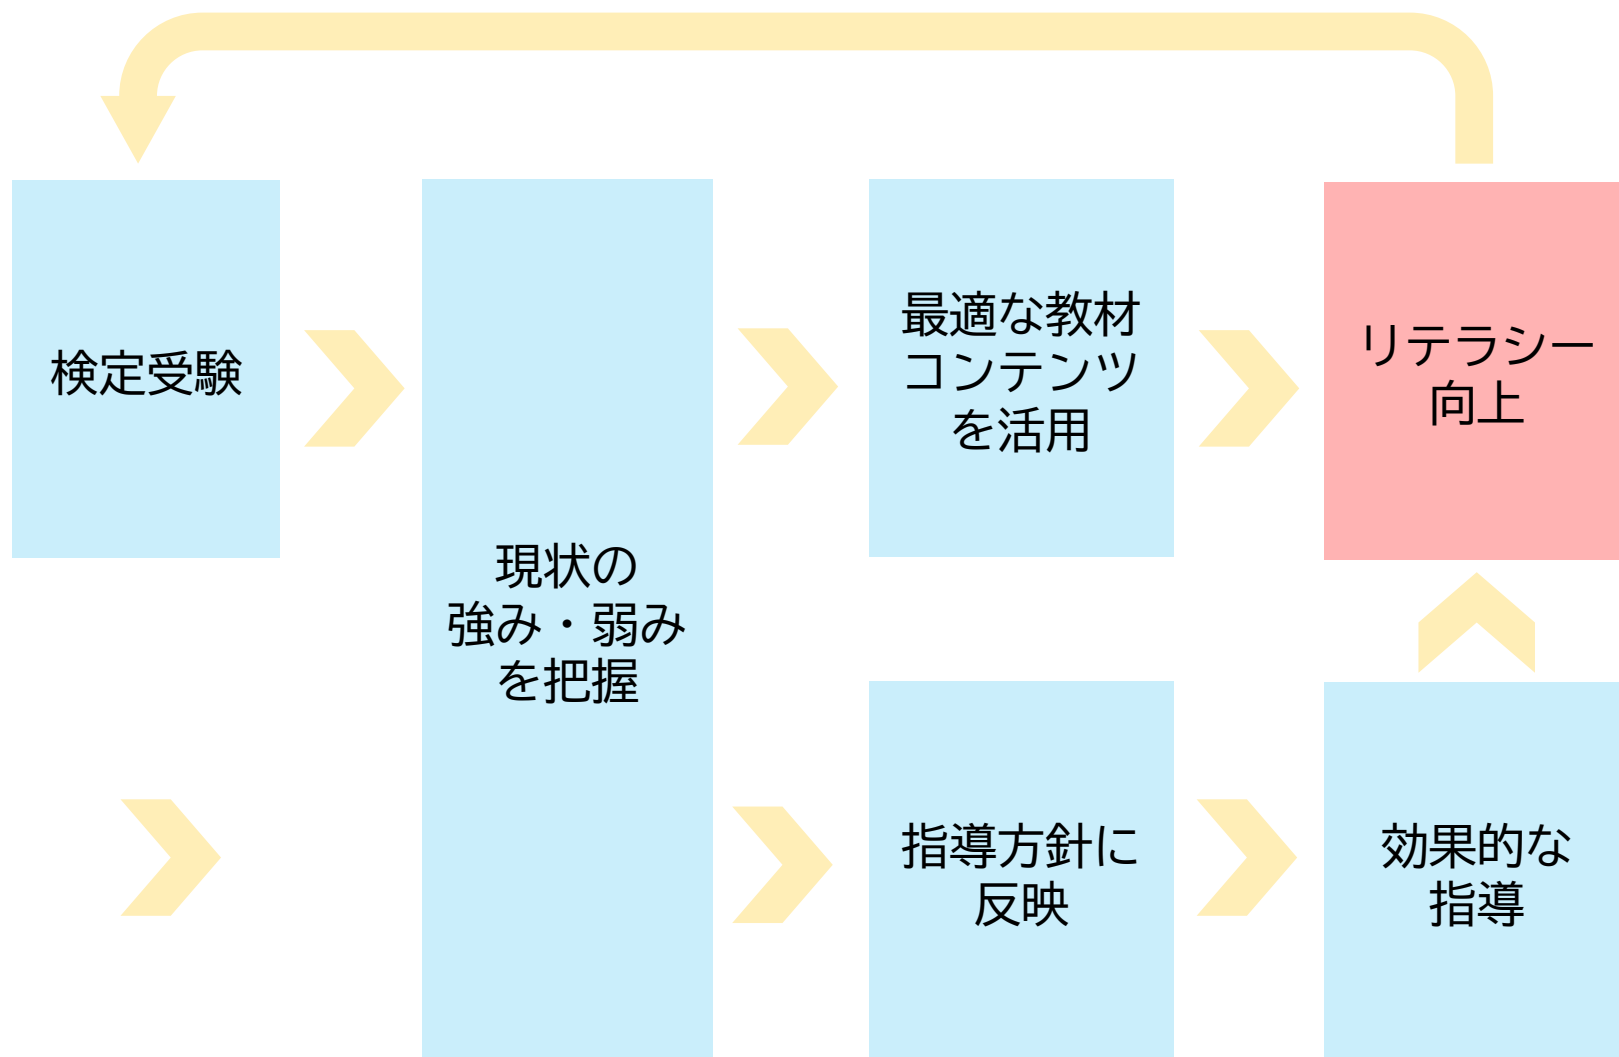 検定受験
現状の
強み・弱み
を把握
最適な教材
コンテンツ
を活用
リテラシー
向上
指導方針に
反映
効果的な
指導